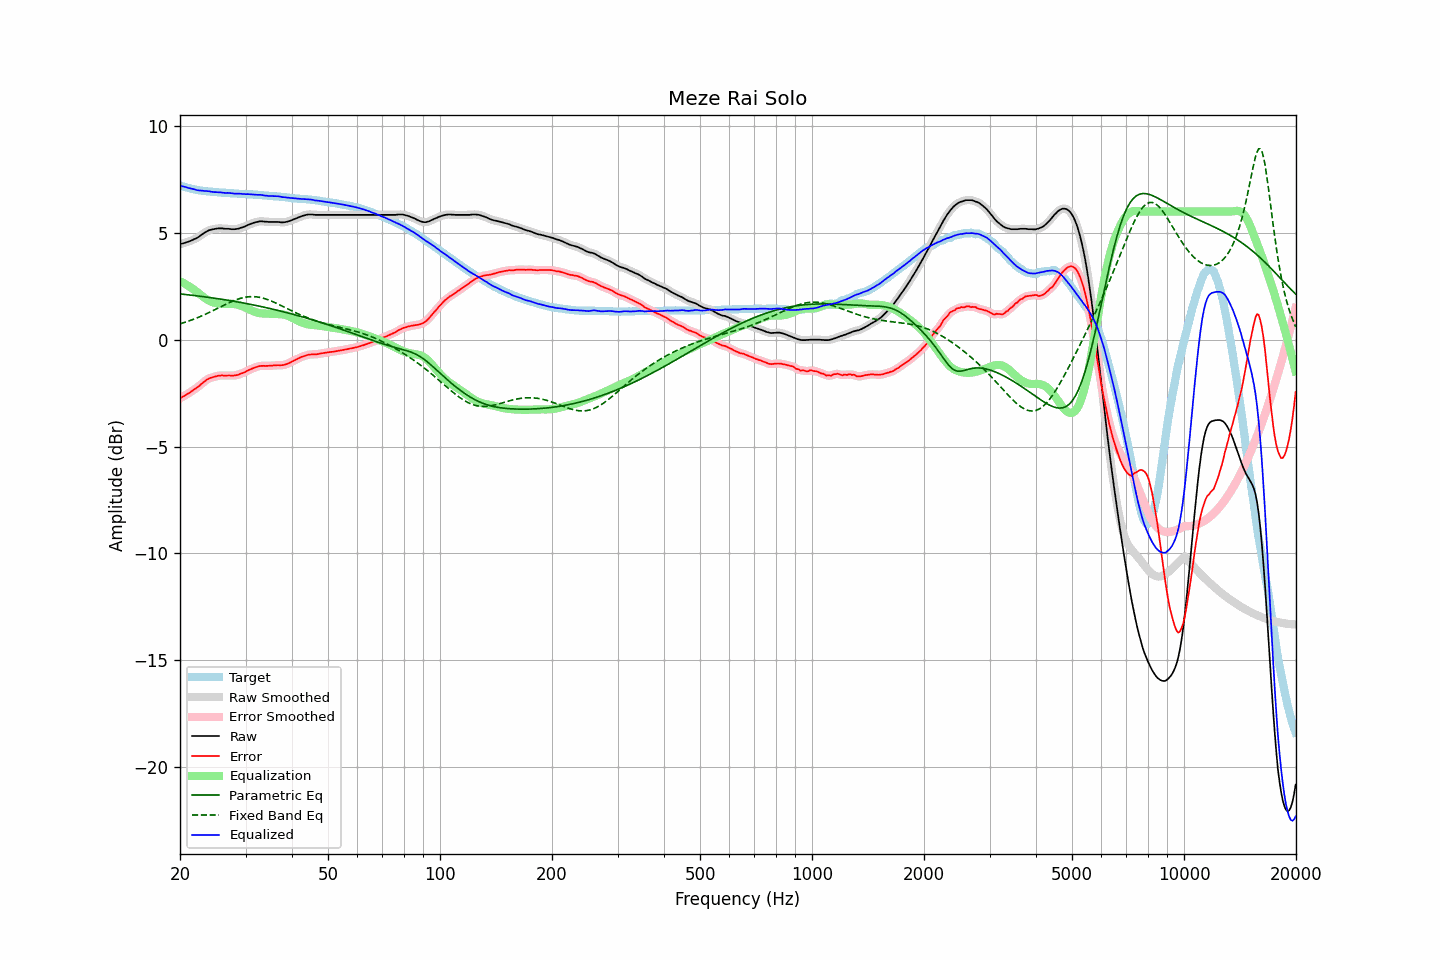 Meze Rai Solo
Amplitude (dBr)
10
5
0
−5
−10
−15
−20
Target
Raw Smoothed
Error Smoothed
Raw
Error
Equalization
Parametric Eq
Fixed Band Eq
Equalized
20 50 100 200 500 1000 2000 5000 10000 20000
Frequency (Hz)